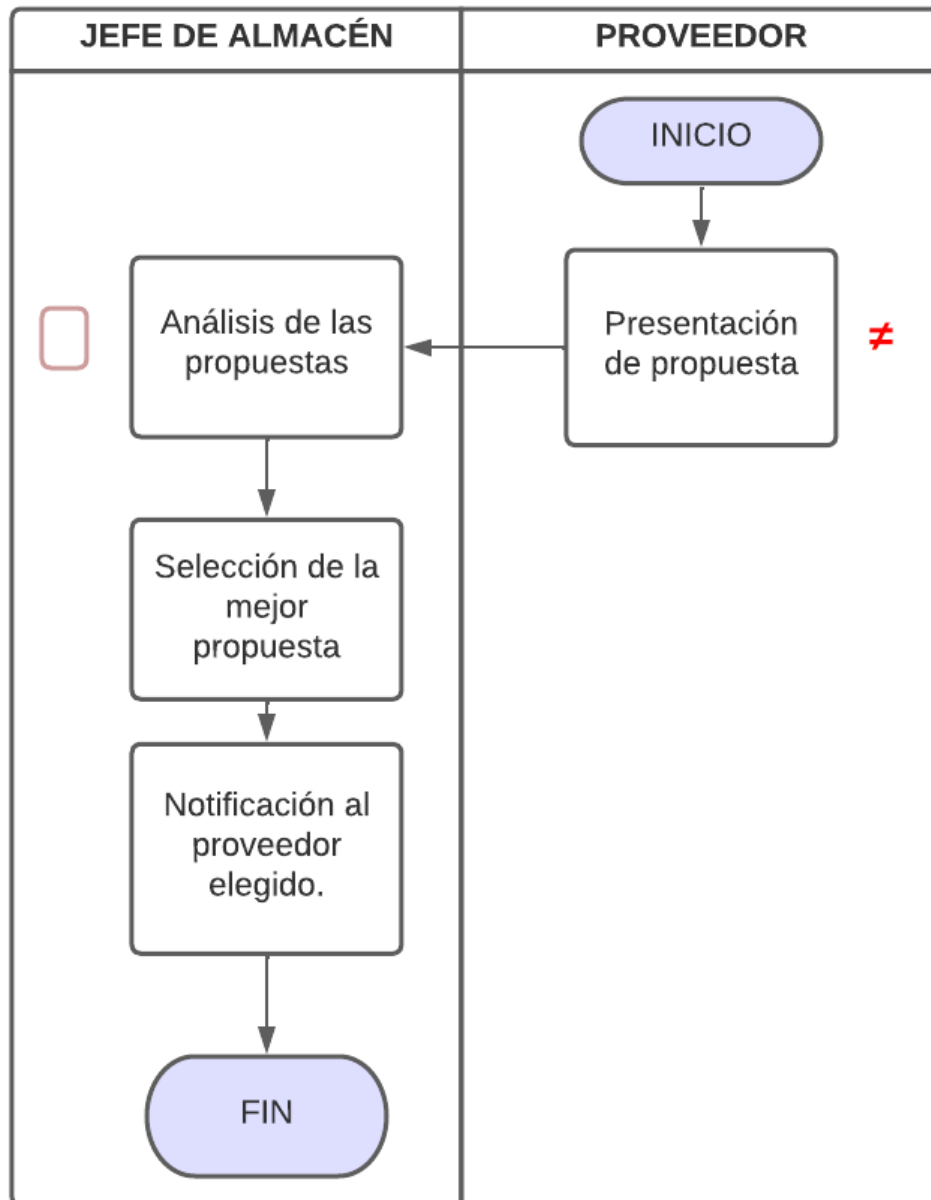 JEFE DE ALMACÉN
PROVEEDOR
INICIO
Presentación
de propuesta
≠
Análisis de las
propuestas
Selección de la
mejor
propuesta
Notificación al
proveedor
elegido.
FIN